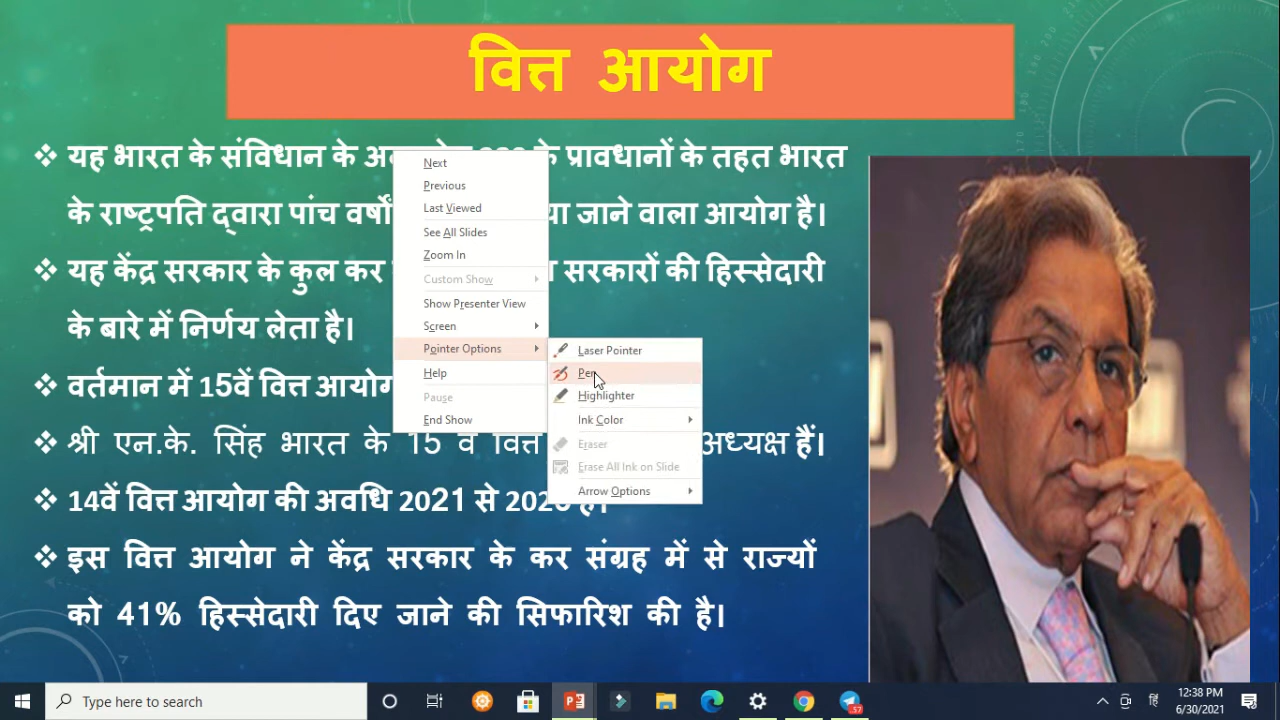 वित्त आयोग
❖ यह भारत के संविधान के के प्रावधानों के तहत भारत
के राष्ट्रपति द्वारा पांच वर्षों जाने वाला आयोग है।
❖ यह केंद्र सरकार के कुल कर सरकारों की हिस्सेदारी
के बारे में निर्णय लेता है।
❖ वर्तमान में 15वें वित्त आयोग
❖ श्री एन.के. सिंह भारत के 15 वें वित्त अध्यक्ष हैं।
❖ 14वें वित्त आयोग की अवधि 2021 से है।
❖ इस वित्त आयोग ने केंद्र सरकार के कर संग्रह में से राज्यों
को 41% हिस्सेदारी दिए जाने की सिफारिश की है।
Next
Previous
Last Viewed
See All Slides
Zoom In
Custom Show
Show Presenter View
Screen
Pointer Options
Help
Pause
End Show
Laser Pointer
Pen
Highlighter
Ink Color
Eraser
Erase All Ink on Slide
Arrow Options
Type here to search
57
हिं
12:38 PM
6/30/2021